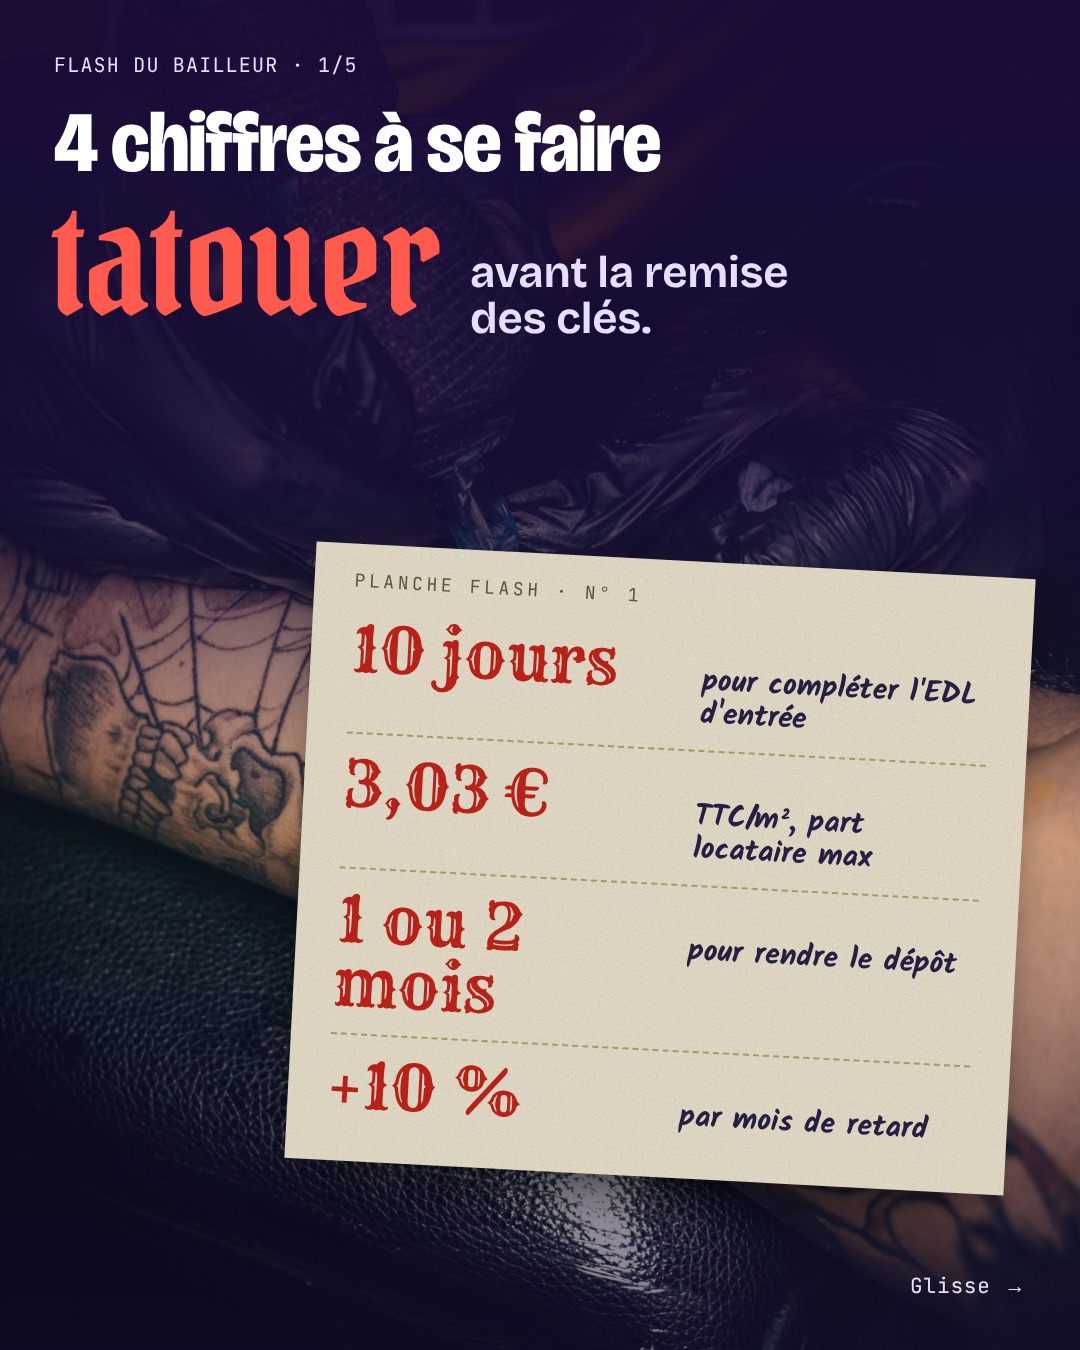 FLASH DU BAILLEUR · 1/5
4 chiffres à se faire
tatouer
avant la remise
des clés.
PLANCHE FLASH · N° 1
10 jours
pour compléter l'EDL
d'entrée
3,03 €
TTC/m², part
locataire max
1 ou 2
mois
pour rendre le dépôt
+10 %
par mois de retard
Glisse →